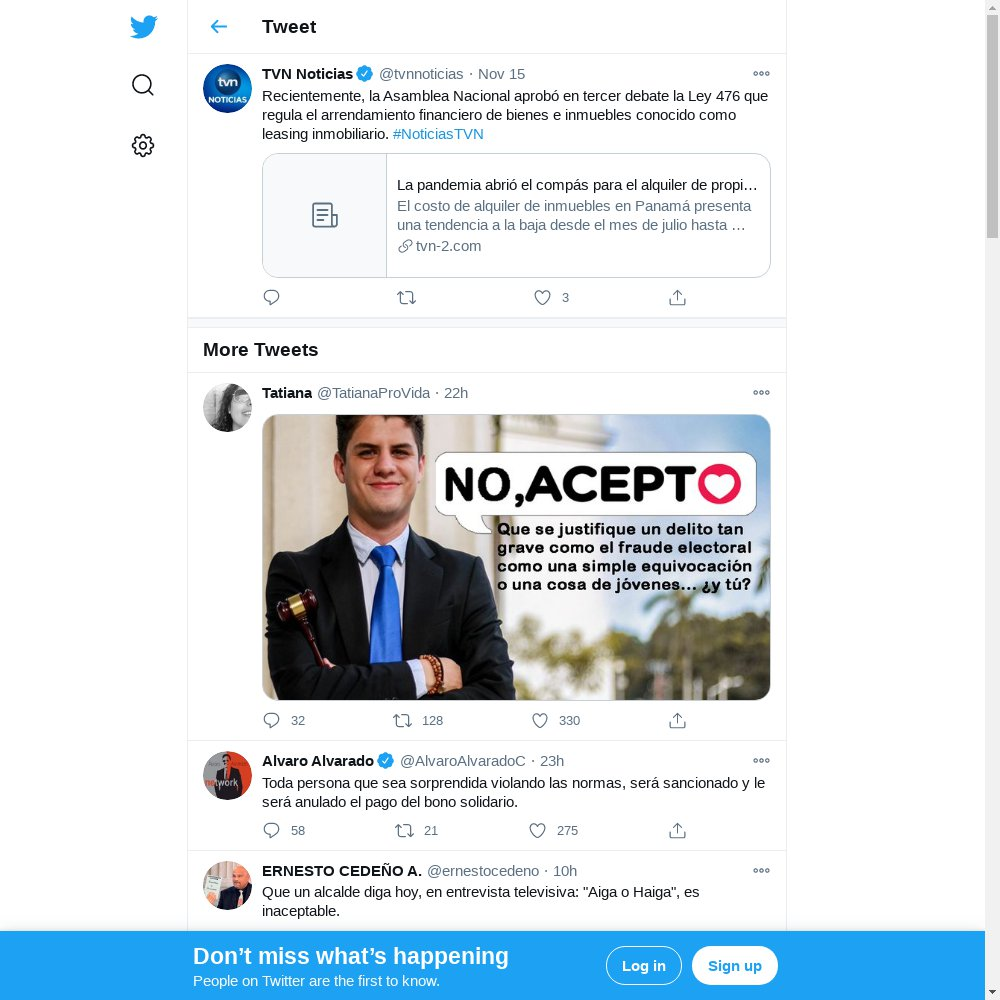 Tweet
tvn
NOTICIAS
TVN Noticias @tvnnoticias · Nov 15
Recientemente, la Asamblea Nacional aprobó en tercer debate la Ley 476 que
regula el arrendamiento financiero de bienes e inmuebles conocido como
leasing inmobiliario. #NoticiasTVN
La pandemia abrió el compás para el alquiler de propi…
El costo de alquiler de inmuebles en Panamá presenta
una tendencia a la baja desde el mes de julio hasta …
tvn-2.com
3
More Tweets
Tatiana @TatianaProVida · 22h
NO,ACEPTO
Que se justifique un delito tan
grave como el fraude electoral
como una simple equivocación
o una cosa de jóvenes... ¿y tú?
32 128 330
Alvaro Alvarado @AlvaroAlvaradoC · 23h
Toda persona que sea sorprendida violando las normas, será sancionado y le
será anulado el pago del bono solidario.
58 21 275
ERNESTO CEDEÑO A. @ernestocedeno · 10h
Que un alcalde diga hoy, en entrevista televisiva: "Aiga o Haiga", es
inaceptable.
Don’t miss what’s happening
People on Twitter are the first to know.
Log in
Sign up